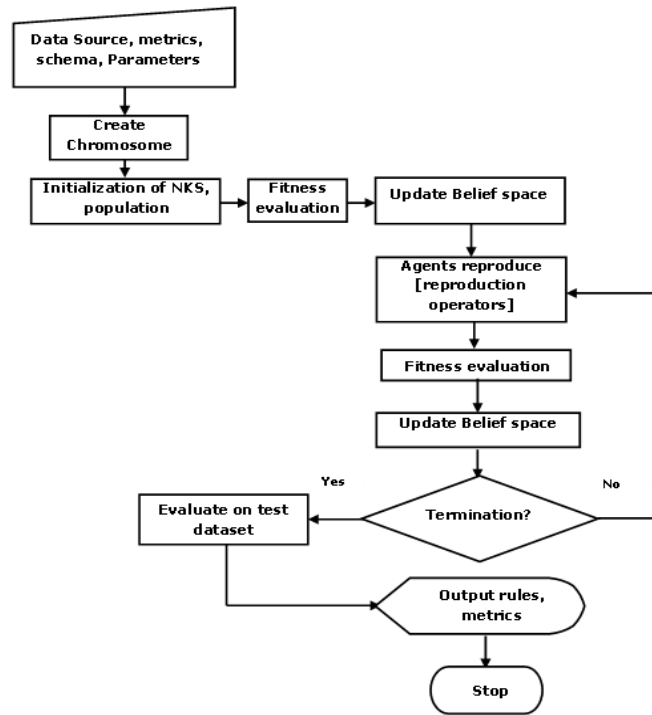 Data Source, metrics,
schema, Parameters
Create
Chromosome
Initialization of NKS,
population
Fitness
evaluation
Update Belief space
Agents reproduce
[reproduction
operators]
Fitness evaluation
Update Belief space
Termination?
Yes
No
Evaluate on test
dataset
Output rules,
metrics
Stop